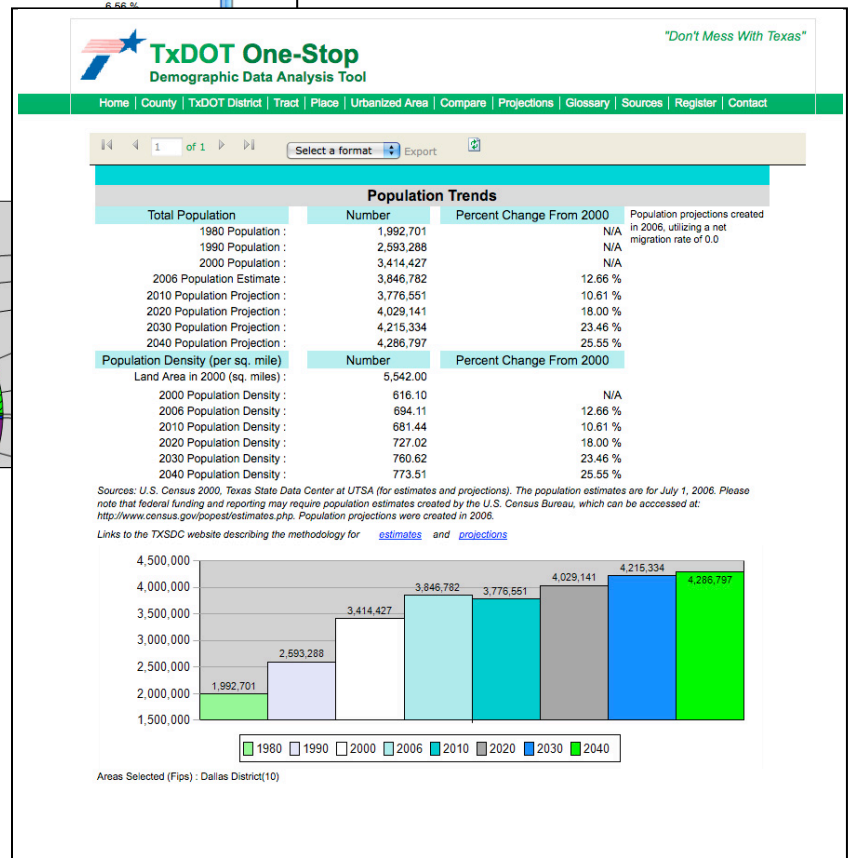 6.56 %
"Don't Mess With Texas"
TxDOT One-Stop
Demographic Data Analysis Tool
Home | County | TxDOT District | Tract | Place | Urbanized Area | Compare | Projections | Glossary | Sources | Register | Contact
1 of 1 Select a format Export
Population Trends
Total Population Number Percent Change From 2000
Population projections created
in 2006, utilizing a net
migration rate of 0.0
1980 Population : 1,992,701 N/A
1990 Population : 2,593,288 N/A
2000 Population : 3,414,427 N/A
2006 Population Estimate : 3,846,782 12.66 %
2010 Population Projection : 3,776,551 10.61 %
2020 Population Projection : 4,029,141 18.00 %
2030 Population Projection : 4,215,334 23.46 %
2040 Population Projection : 4,286,797 25.55 %
Population Density (per sq. mile) Number Percent Change From 2000
Land Area in 2000 (sq. miles) : 5,542.00
2000 Population Density : 616.10 N/A
2006 Population Density : 694.11 12.66 %
2010 Population Density : 681.44 10.61 %
2020 Population Density : 727.02 18.00 %
2030 Population Density : 760.62 23.46 %
2040 Population Density : 773.51 25.55 %
Sources: U.S. Census 2000, Texas State Data Center at UTSA (for estimates and projections). The population estimates are for July 1, 2006. Please
note that federal funding and reporting may require population estimates created by the U.S. Census Bureau, which can be acccesed at:
http://www.census.gov/popest/estimates.php. Population projections were created in 2006.
Links to the TXSDC website describing the methodology for estimates and projections
4,500,000
4,000,000
3,500,000
3,000,000
2,500,000
2,000,000
1,500,000
1,992,701
2,593,288
3,414,427
3,846,782
3,776,551
4,029,141
4,215,334
4,286,797
1980 1990 2000 2006 2010 2020 2030 2040
Areas Selected (Fips) : Dallas District(10)